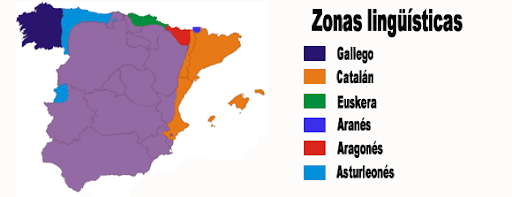 Zonas lingüísticas
Gallego
Catalán
Euskera
Aranés
Aragonés
Asturleonés